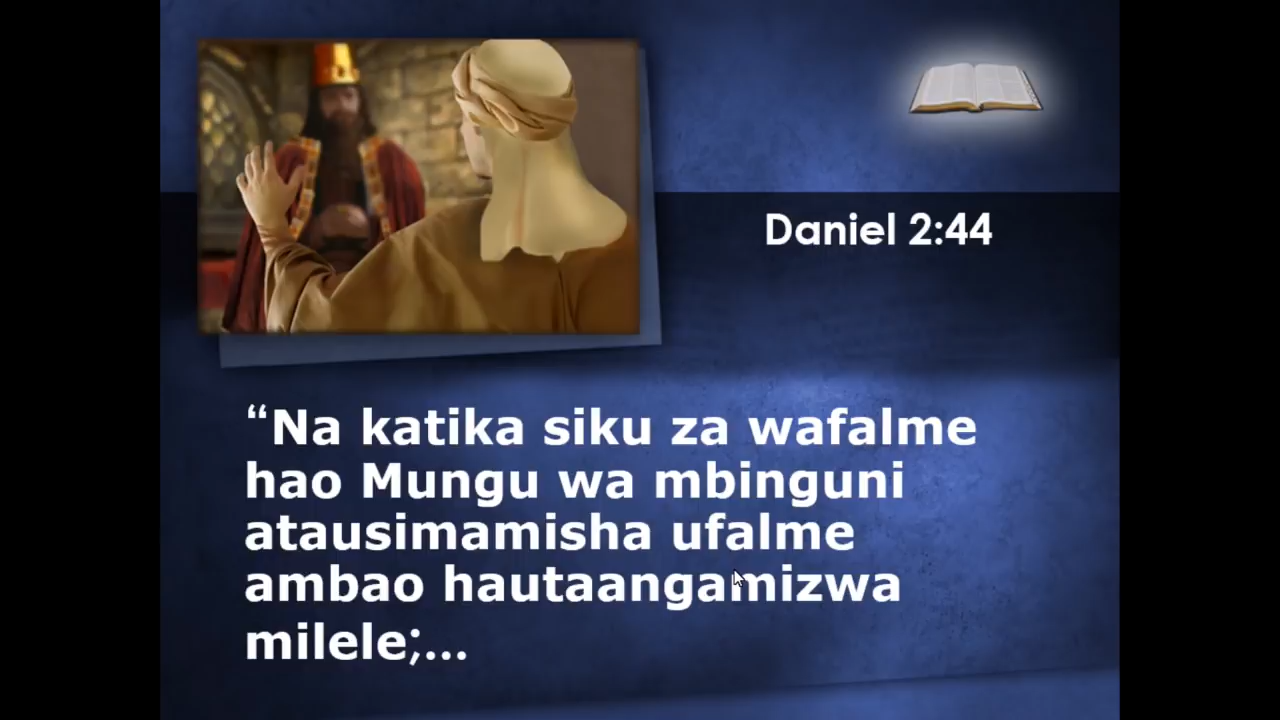 Daniel 2:44
“Na katika siku za wafalme
hao Mungu wa mbinguni
atausimamisha ufalme
ambao hautaangamizwa
milele;...